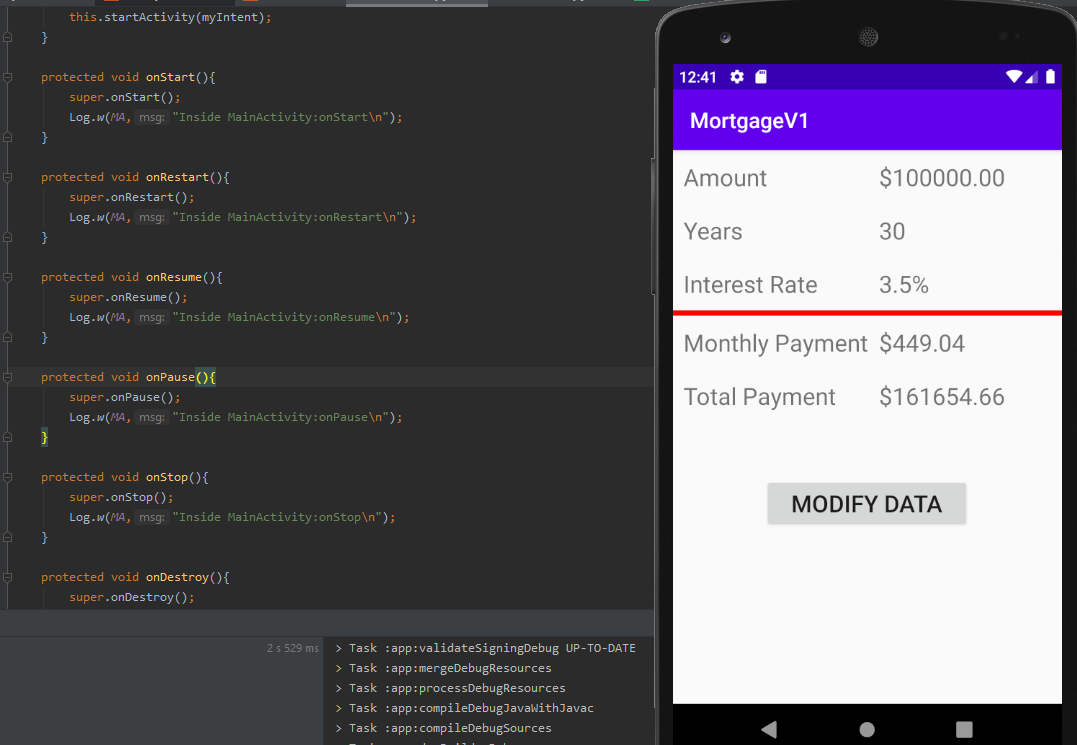 this.startActivity(myIntent);
}
protected void onStart(){
super.onStart();
Log.w(MA, msg: "Inside MainActivity:onStart\n");
}
protected void onRestart(){
super.onRestart();
Log.w(MA, msg: "Inside MainActivity:onRestart\n");
}
protected void onResume(){
super.onResume();
Log.w(MA, msg: "Inside MainActivity:onResume\n");
}
protected void onPause(){
super.onPause();
Log.w(MA, msg: "Inside MainActivity:onPause\n");
}
protected void onStop(){
super.onStop();
Log.w(MA, msg: "Inside MainActivity:onStop\n");
}
protected void onDestroy(){
super.onDestroy();
2 s 529 ms
> Task :app:validateSigningDebug UP-TO-DATE
> Task :app:mergeDebugResources
> Task :app:processDebugResources
> Task :app:compileDebugJavaWithJavac
> Task :app:compileDebugSources
12:41
MortgageV1
Amount $100000.00
Years 30
Interest Rate 3.5%
Monthly Payment $449.04
Total Payment $161654.66
MODIFY DATA